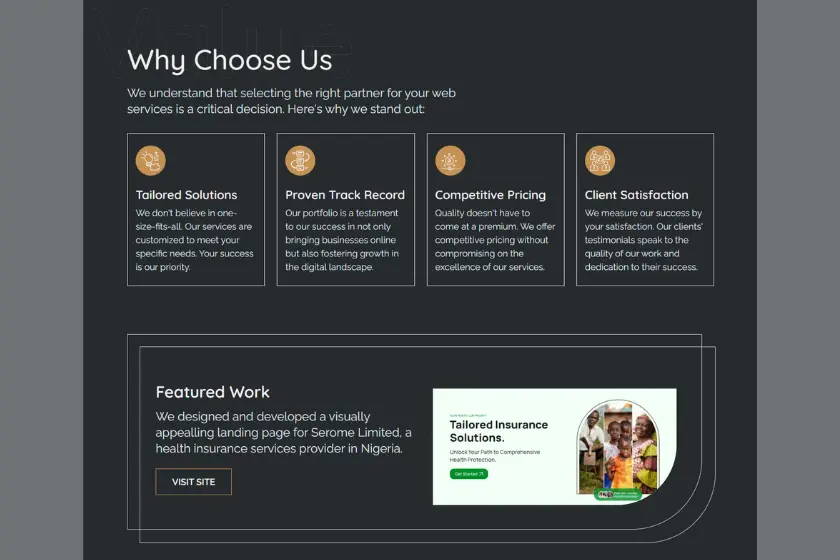 Value
Why Choose Us
We understand that selecting the right partner for your web
services is a critical decision. Here's why we stand out:
Tailored Solutions
We don't believe in one-
size-fits-all. Our services are
customized to meet your
specific needs. Your success
is our priority.
Proven Track Record
Our portfolio is a testament
to our success in not only
bringing businesses online
but also fostering growth in
the digital landscape.
Competitive Pricing
Quality doesn't have to
come at a premium. We offer
competitive pricing without
compromising on the
excellence of our services.
Client Satisfaction
We measure our success by
your satisfaction. Our clients'
testimonials speak to the
quality of our work and
dedication to their success.
Featured Work
We designed and developed a visually
appealling landing page for Serome Limited, a
health insurance services provider in Nigeria.
VISIT SITE
Tailored Insurance
Solutions.
Unlock Your Path to Comprehensive
Health Protection.
Get Started